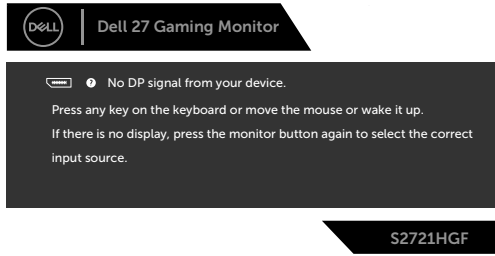 DELL
Dell 27 Gaming Monitor
No DP signal from your device.
Press any key on the keyboard or move the mouse or wake it up.
If there is no display, press the monitor button again to select the correct
input source.
S2721HGF